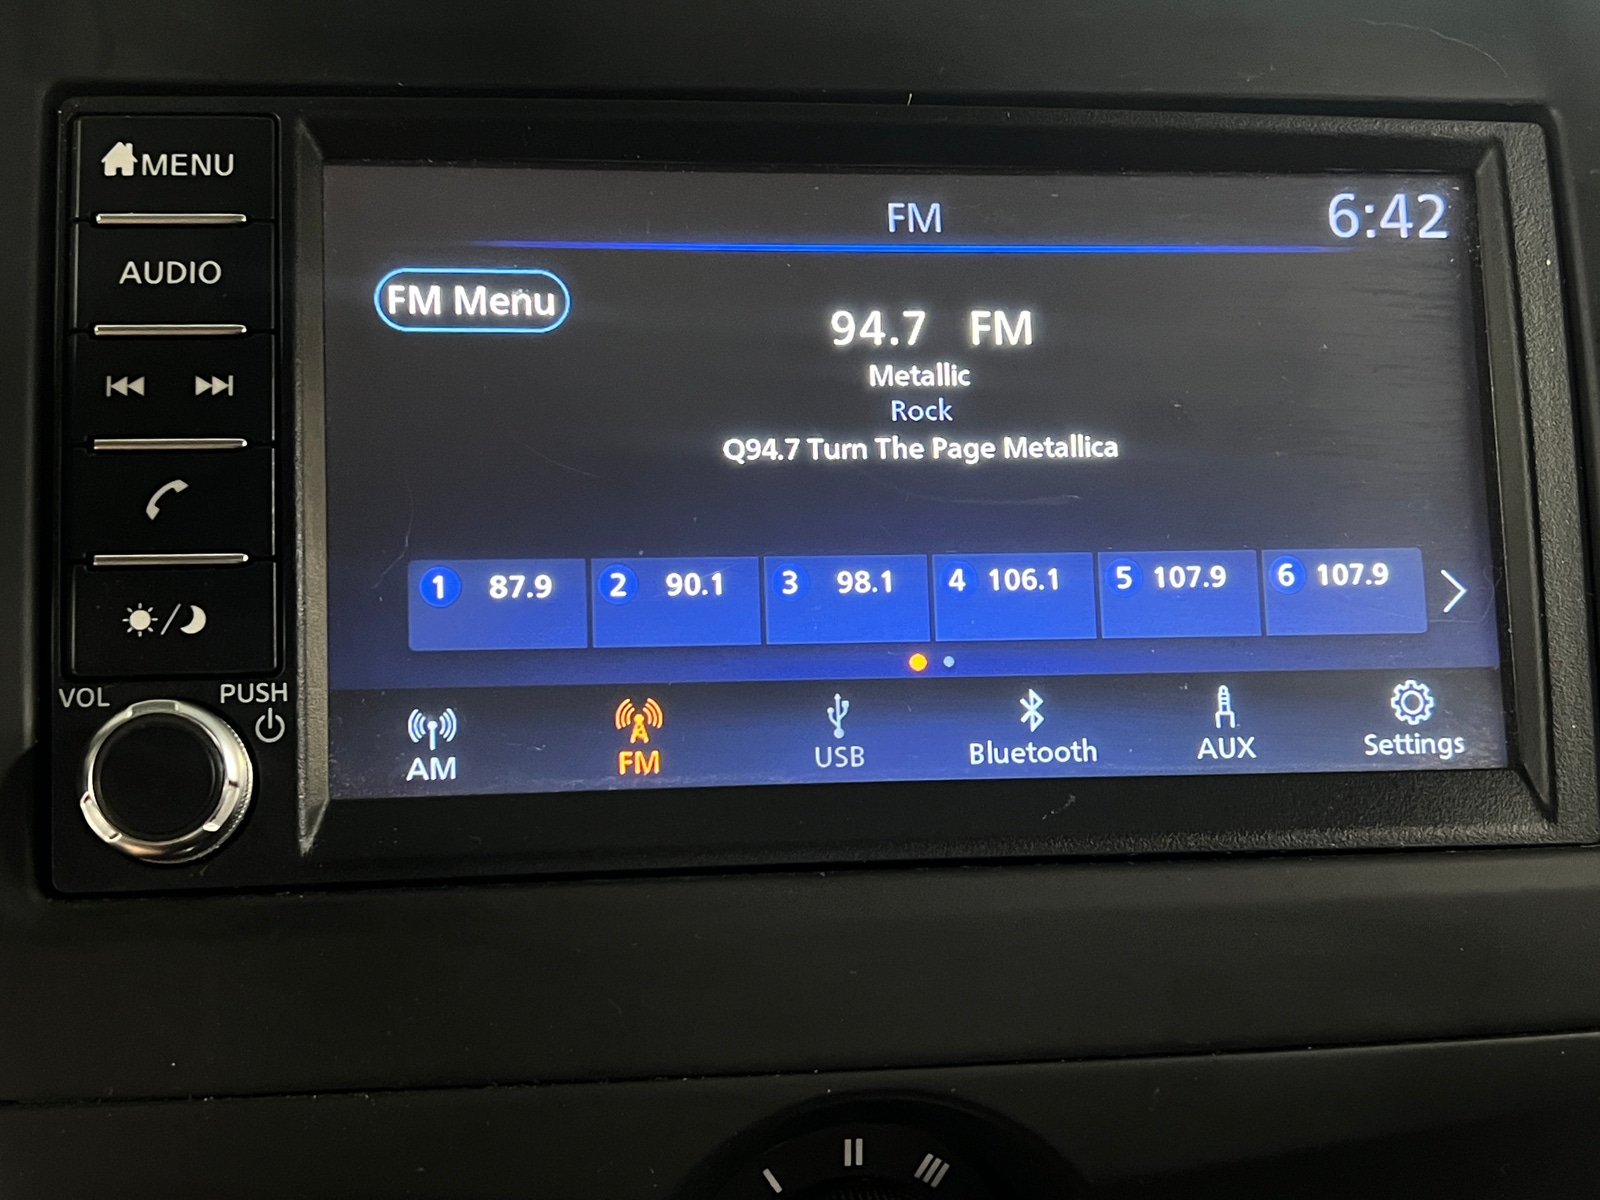 MENU
AUDIO
VOL
PUSH
FM
6:42
FM Menu
94.7 FM
Metallic
Rock
Q94.7 Turn The Page Metallica
1 87.9
2 90.1
3 98.1
4 106.1
5 107.9
6 107.9
AM
FM
USB
Bluetooth
AUX
Settings